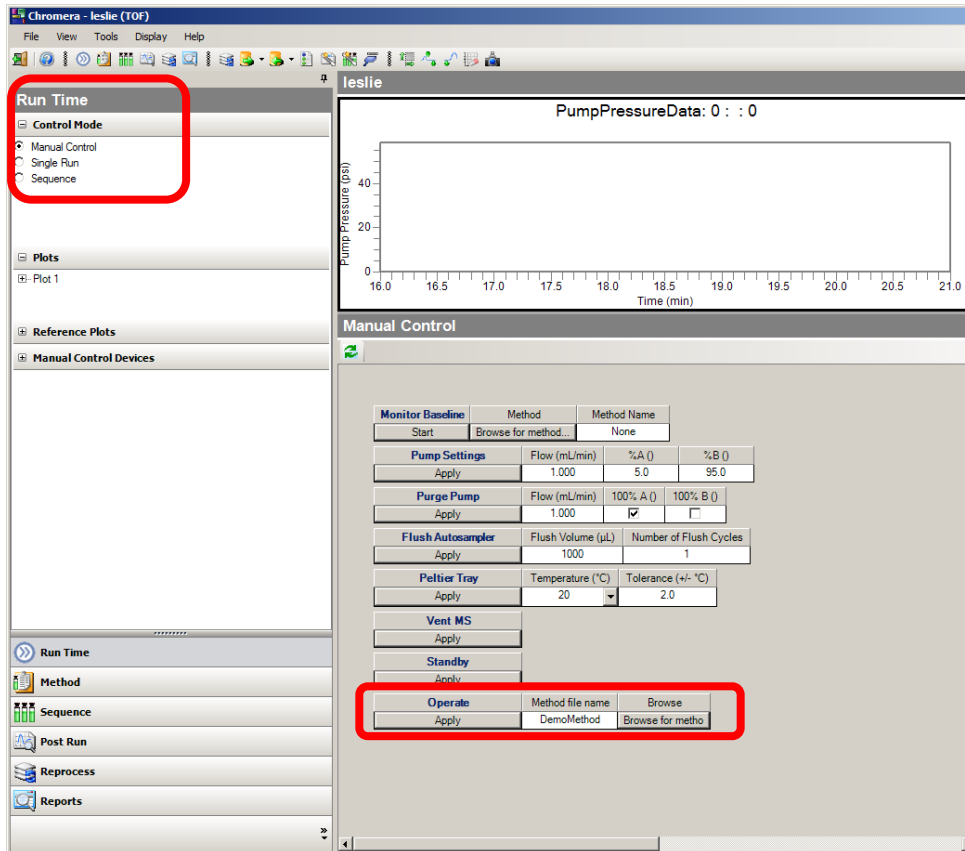 Chromera - leslie (TOF)
File View Tools Display Help
Run Time
Control Mode
Manual Control
Single Run
Sequence
Plots
Plot 1
Reference Plots
Manual Control Devices
Run Time
Method
Sequence
Post Run
Reprocess
Reports
leslie
PumpPressureData: 0 : : 0
Pump Pressure (psi)
40
20
0
16.0 16.5 17.0 17.5 18.0 18.5 19.0 19.5 20.0 20.5 21.0
Time (min)
Manual Control
Monitor Baseline Method Method Name
Start Browse for method... None
Pump Settings Flow (mL/min) %A () %B ()
Apply 1.000 5.0 95.0
Purge Pump Flow (mL/min) 100% A () 100% B ()
Apply 1.000
Flush Autosampler Flush Volume (µL) Number of Flush Cycles
Apply 1000 1
Peltier Tray Temperature (°C) Tolerance (+/- °C)
Apply 20 2.0
Vent MS
Apply
Standby
Apply
Operate Method file name Browse
Apply DemoMethod Browse for metho